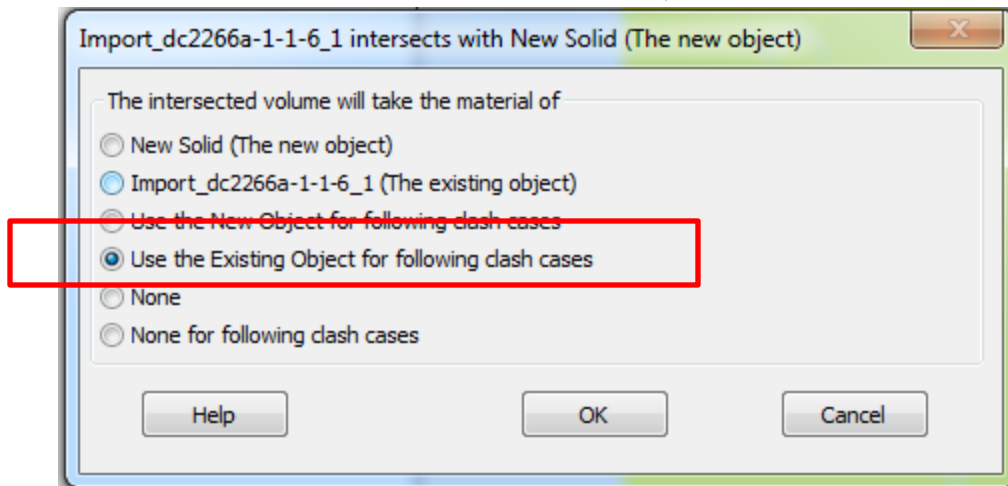 Import_dc2266a-1-1-6_1 intersects with New Solid (The new object)
The intersected volume will take the material of
New Solid (The new object)
Import_dc2266a-1-1-6_1 (The existing object)
Use the New Object for following clash cases
Use the Existing Object for following clash cases
None
None for following clash cases
Help OK Cancel